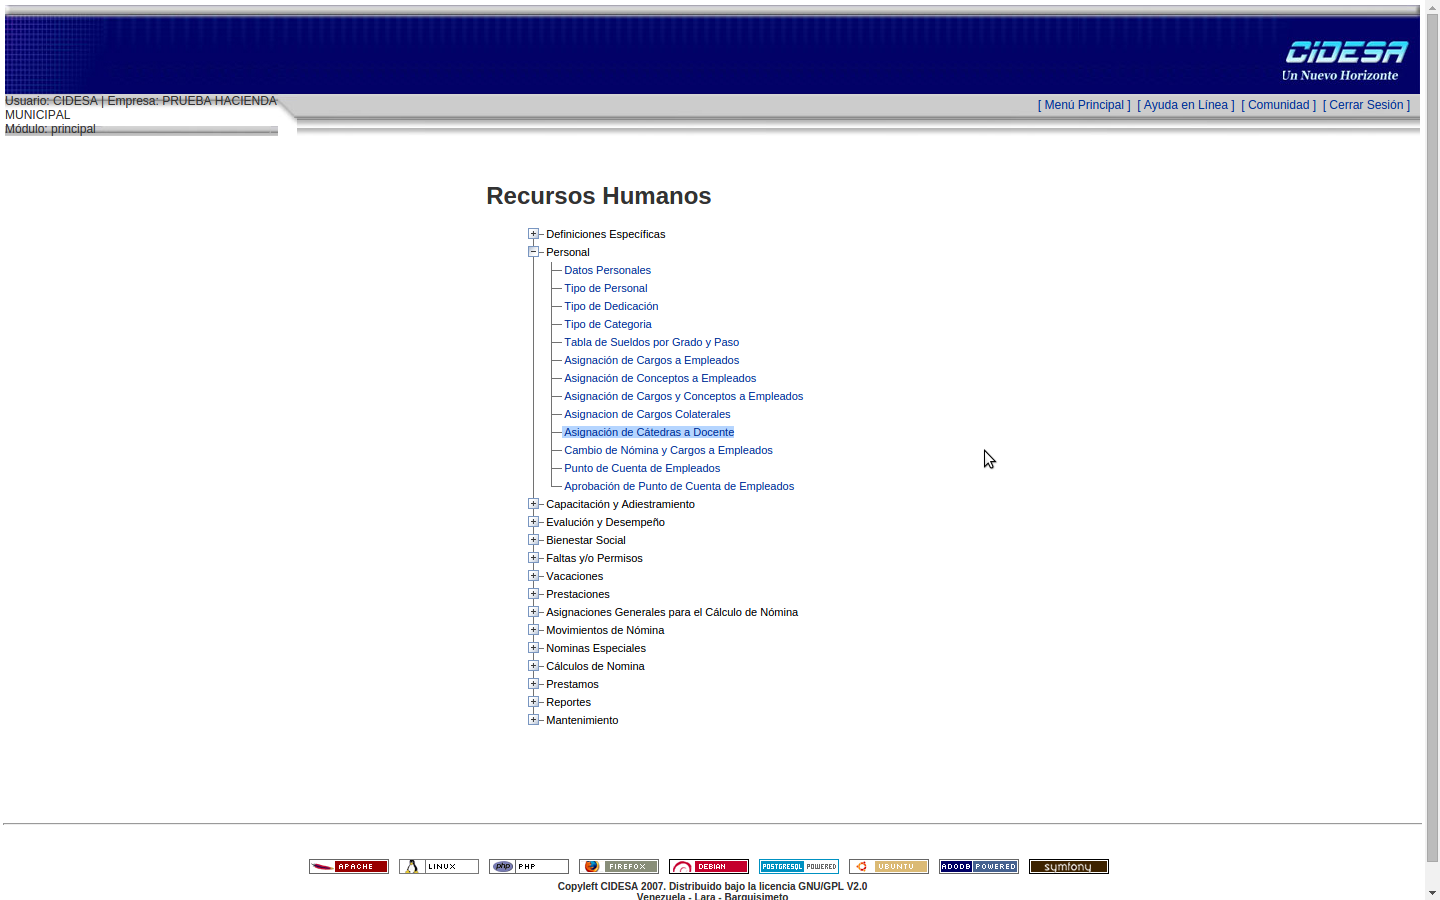 CIDESA
Un Nuevo Horizonte
Usuario: CIDESA | Empresa: PRUEBA HACIENDA
MUNICIPAL
Módulo: principal
[ Menú Principal ] [ Ayuda en Línea ] [ Comunidad ] [ Cerrar Sesión ]
Recursos Humanos
Definiciones Específicas
Personal
Datos Personales
Tipo de Personal
Tipo de Dedicación
Tipo de Categoria
Tabla de Sueldos por Grado y Paso
Asignación de Cargos a Empleados
Asignación de Conceptos a Empleados
Asignación de Cargos y Conceptos a Empleados
Asignacion de Cargos Colaterales
Asignación de Cátedras a Docente
Cambio de Nómina y Cargos a Empleados
Punto de Cuenta de Empleados
Aprobación de Punto de Cuenta de Empleados
Capacitación y Adiestramiento
Evalución y Desempeño
Bienestar Social
Faltas y/o Permisos
Vacaciones
Prestaciones
Asignaciones Generales para el Cálculo de Nómina
Movimientos de Nómina
Nominas Especiales
Cálculos de Nomina
Prestamos
Reportes
Mantenimiento
APACHE LINUX php PHP FIREFOX DEBIAN POSTGRESQL POWERED UBUNTU ADODB POWERED symfony
Copyleft CIDESA 2007. Distribuido bajo la licencia GNU/GPL V2.0
Venezuela - Lara - Barquisimeto